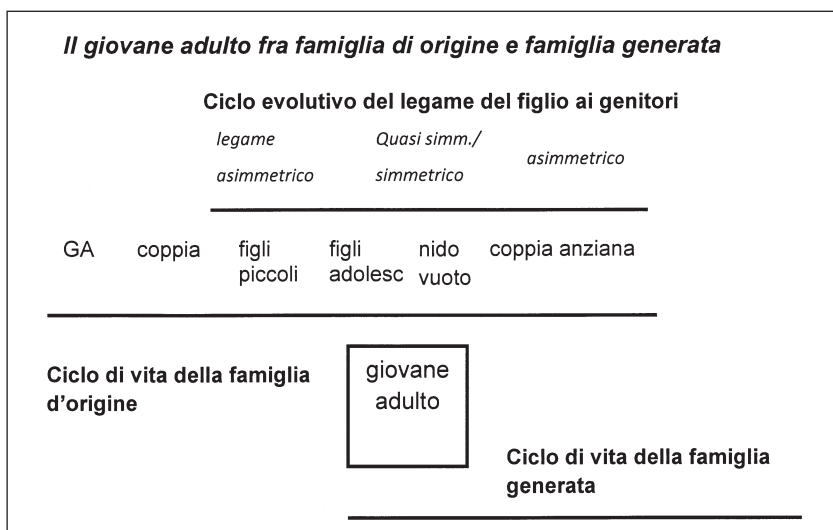 Il giovane adulto fra famiglia di origine e famiglia generata
Ciclo evolutivo del legame del figlio ai genitori
legame Quasi simm./
asimmetrico simmetrico asimmetrico
GA coppia figli figli nido coppia anziana
piccoli adolesc vuoto
Ciclo di vita della famiglia
d'origine
giovane
adulto
Ciclo di vita della famiglia
generata